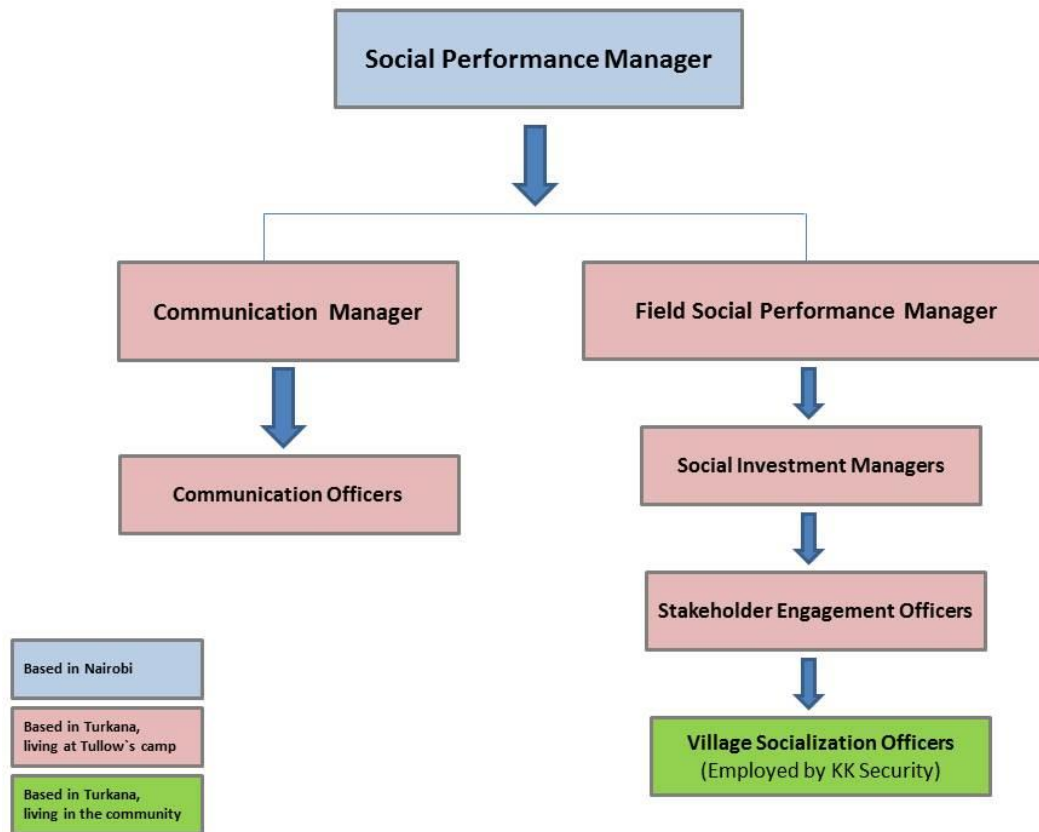 Social Performance Manager
Communication Manager
Field Social Performance Manager
Communication Officers
Social Investment Managers
Stakeholder Engagement Officers
Village Socialization Officers
(Employed by KK Security)
Based in Nairobi
Based in Turkana,
living at Tullow`s camp
Based in Turkana,
living in the community